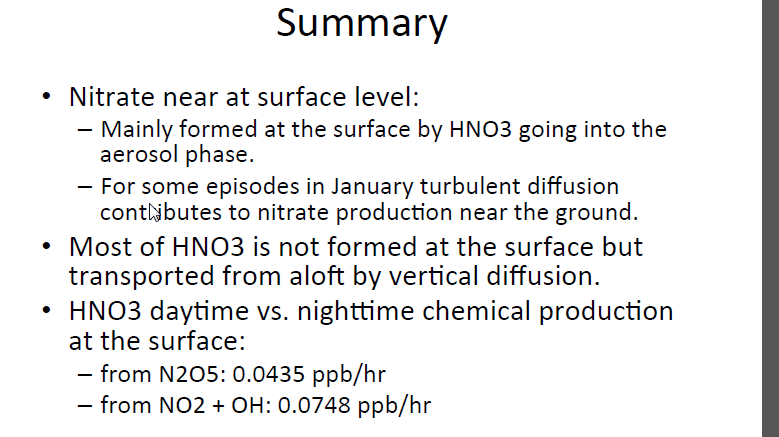 Summary
• Nitrate near at surface level:
– Mainly formed at the surface by HNO3 going into the
aerosol phase.
– For some episodes in January turbulent diffusion
contributes to nitrate production near the ground.
• Most of HNO3 is not formed at the surface but
transported from aloft by vertical diffusion.
• HNO3 daytime vs. nighttime chemical production
at the surface:
– from N2O5: 0.0435 ppb/hr
– from NO2 + OH: 0.0748 ppb/hr